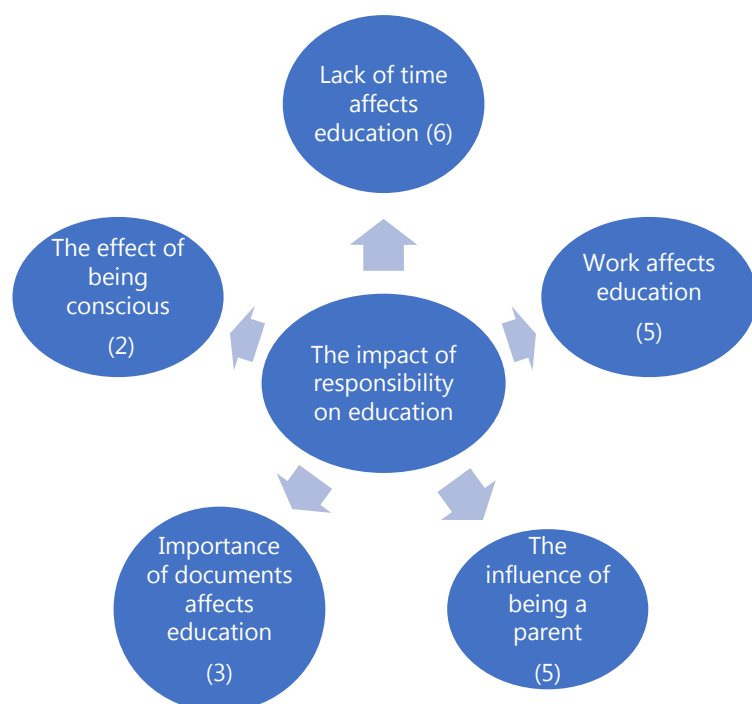 Lack of time
affects
education (6)
The effect of
being
conscious
(2)
Work affects
education
(5)
The impact of
responsibility
on education
Importance
of documents
affects
education
(3)
The
influence of
being a
parent
(5)